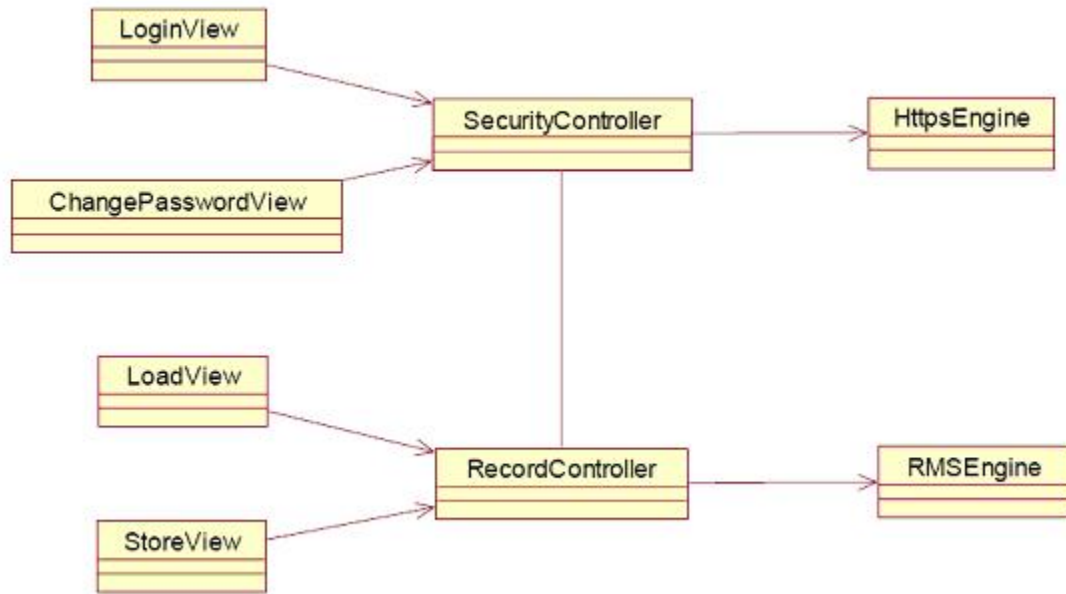 LoginView
SecurityController
HttpsEngine
ChangePasswordView
LoadView
RecordController
RMSEngine
StoreView